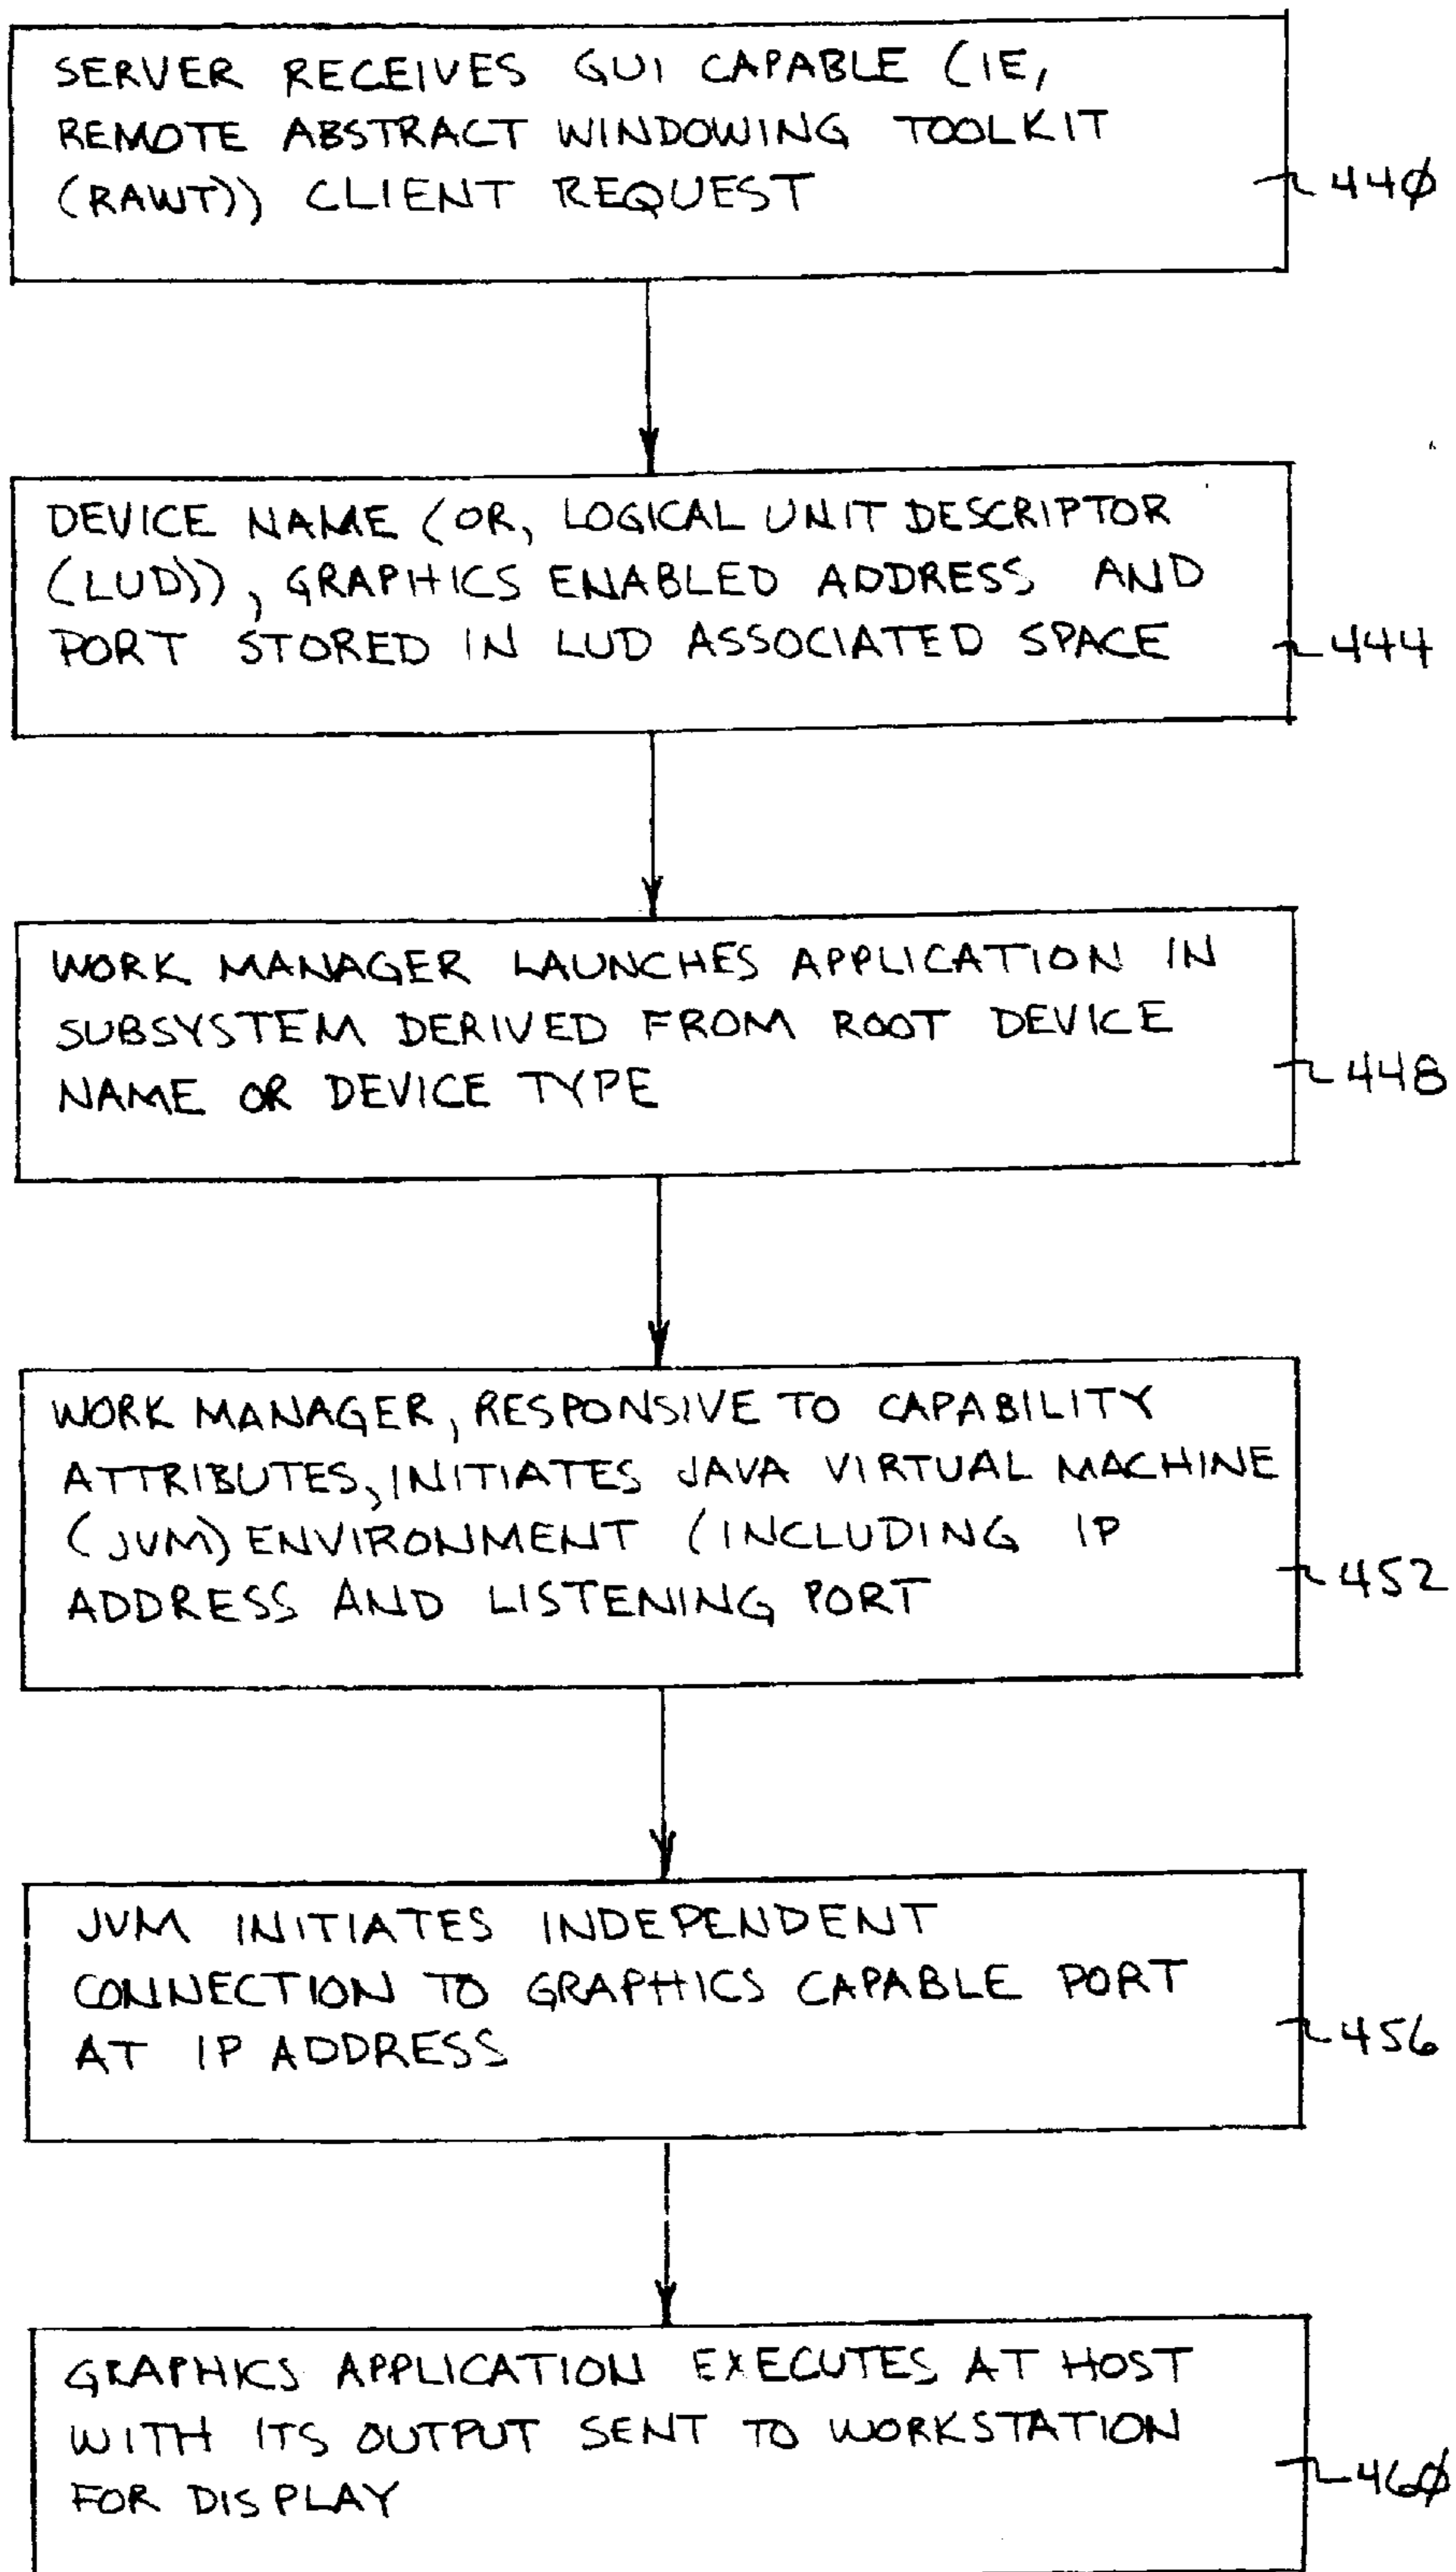 SERVER RECEIVES GUI CAPABLE (IE,
REMOTE ABSTRACT WINDOWING TOOLKIT
(RAWT)) CLIENT REQUEST
440
DEVICE NAME (OR, LOGICAL UNIT DESCRIPTOR
(LUD)), GRAPHICS ENABLED ADDRESS AND
PORT STORED IN LUD ASSOCIATED SPACE
444
WORK MANAGER LAUNCHES APPLICATION IN
SUBSYSTEM DERIVED FROM ROOT DEVICE
NAME OR DEVICE TYPE
448
WORK MANAGER, RESPONSIVE TO CAPABILITY
ATTRIBUTES, INITIATES JAVA VIRTUAL MACHINE
(JVM) ENVIRONMENT (INCLUDING IP
ADDRESS AND LISTENING PORT
452
JVM INITIATES INDEPENDENT
CONNECTION TO GRAPHICS CAPABLE PORT
AT IP ADDRESS
456
GRAPHICS APPLICATION EXECUTES AT HOST
WITH ITS OUTPUT SENT TO WORKSTATION
FOR DISPLAY
460